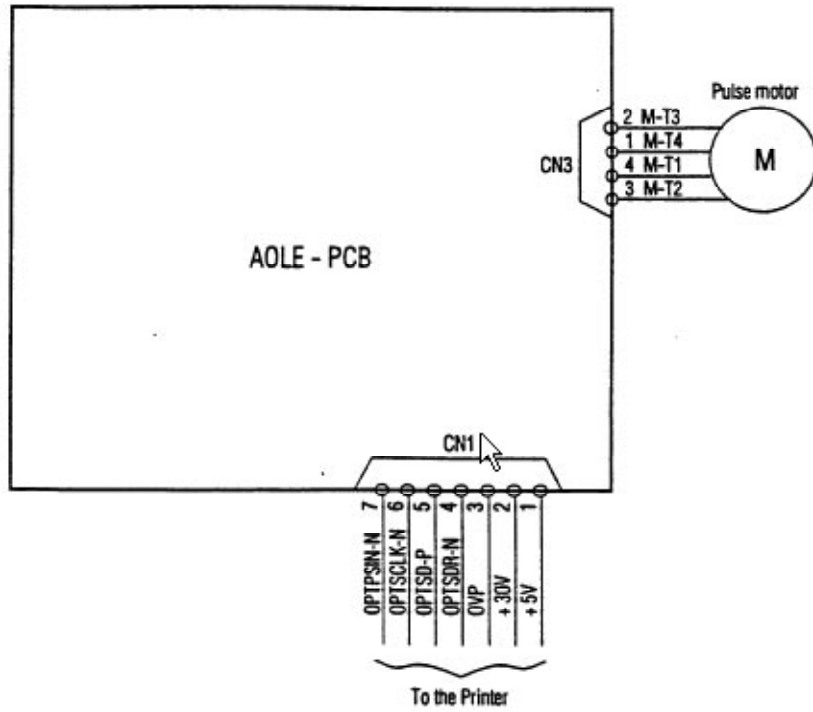 Pulse motor
2 M-T3
1 M-T4
4 M-T1
3 M-T2
CN3
M
AOLE - PCB
CN1
7
6
5
4
3
2
1
OPTPSIN-N
OPTSCLK-N
OPTSD-P
OPTSDR-N
OVP
+30V
+5V
To the Printer